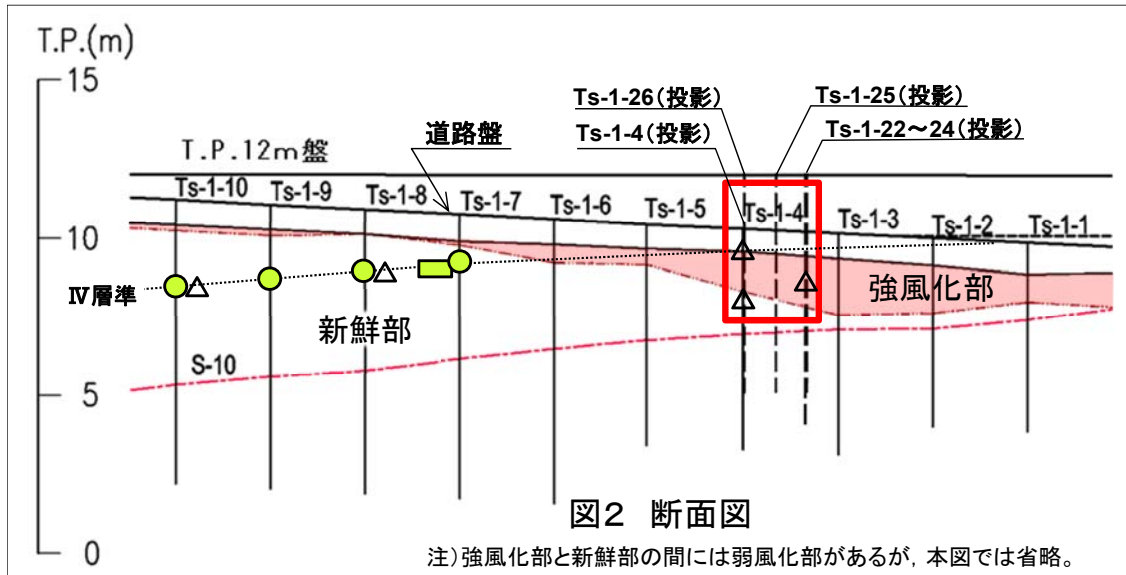 T.P.(m)
15
Ts-1-26(投影)
Ts-1-25(投影)
Ts-1-4(投影)
Ts-1-22~24(投影)
道路盤
T.P.12m盤
Ts-1-10
Ts-1-9
Ts-1-8
Ts-1-7
Ts-1-6
Ts-1-5
Ts-1-4
Ts-1-3
Ts-1-2
Ts-1-1
10
Ⅳ層準
強風化部
新鮮部
S-10
5
図2 断面図
0
注)強風化部と新鮮部の間には弱風化部があるが,本図では省略。